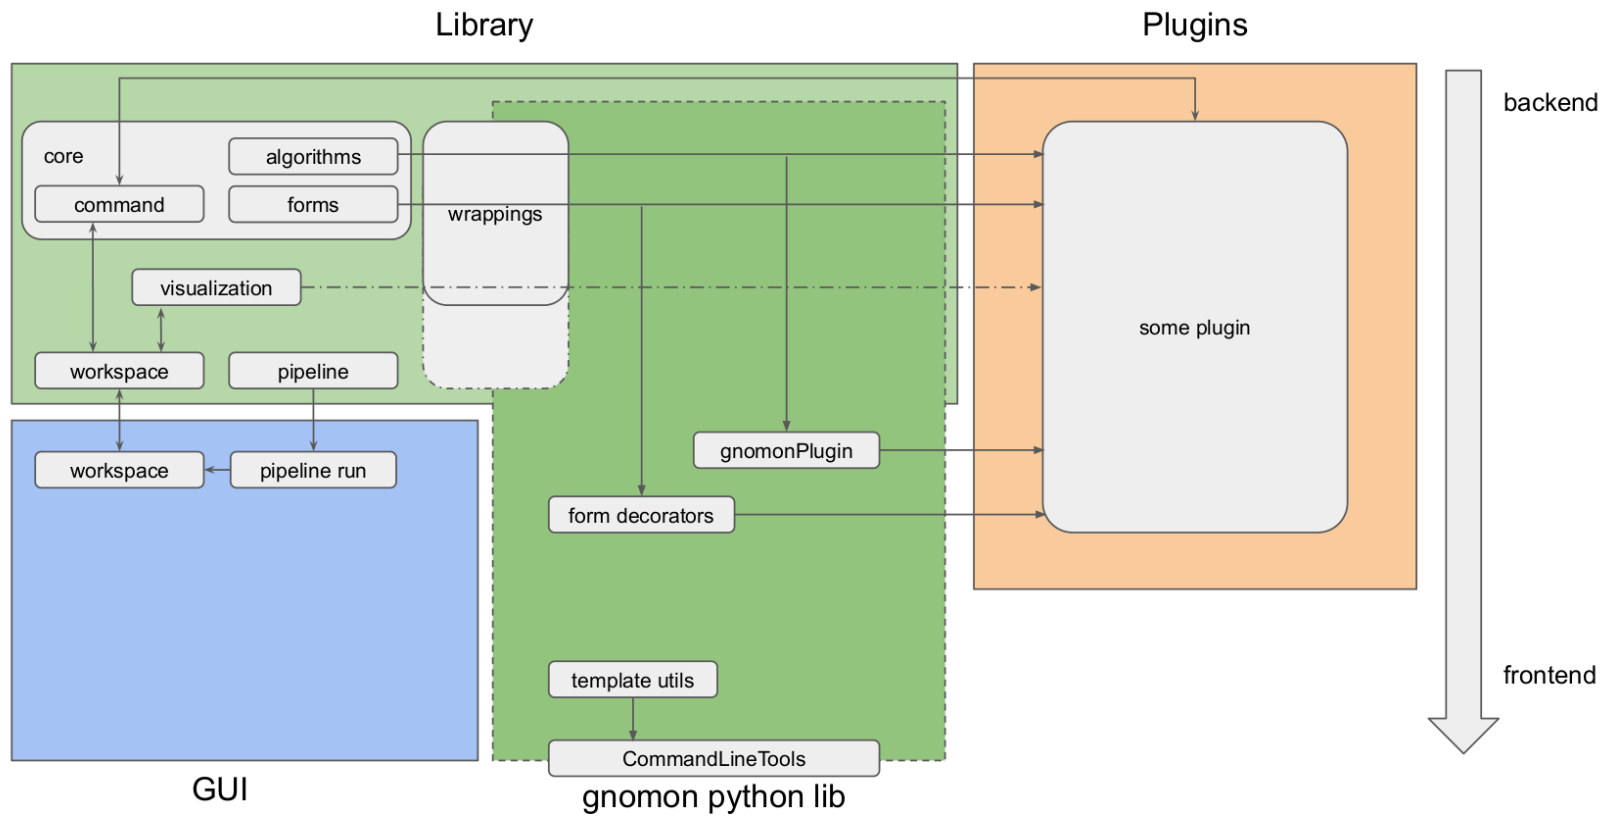 Library
Plugins
backend
core
algorithms
command
forms
wrappings
visualization
some plugin
workspace
pipeline
gnomonPlugin
workspace
pipeline run
form decorators
frontend
template utils
CommandLineTools
GUI
gnomon python lib